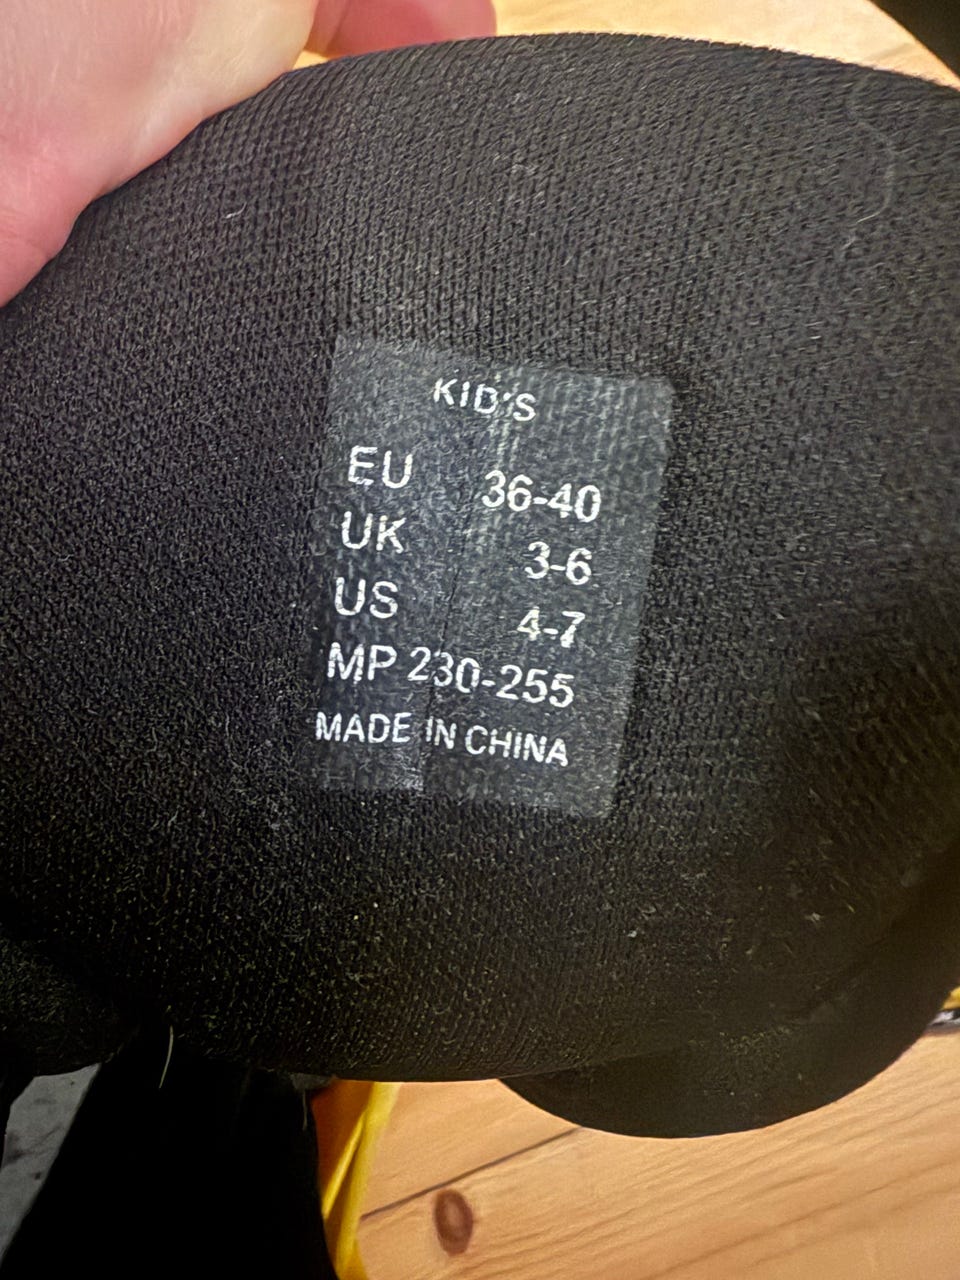 KID'S
EU 36-40
UK 3-6
US 4-7
MP 230-255
MADE IN CHINA